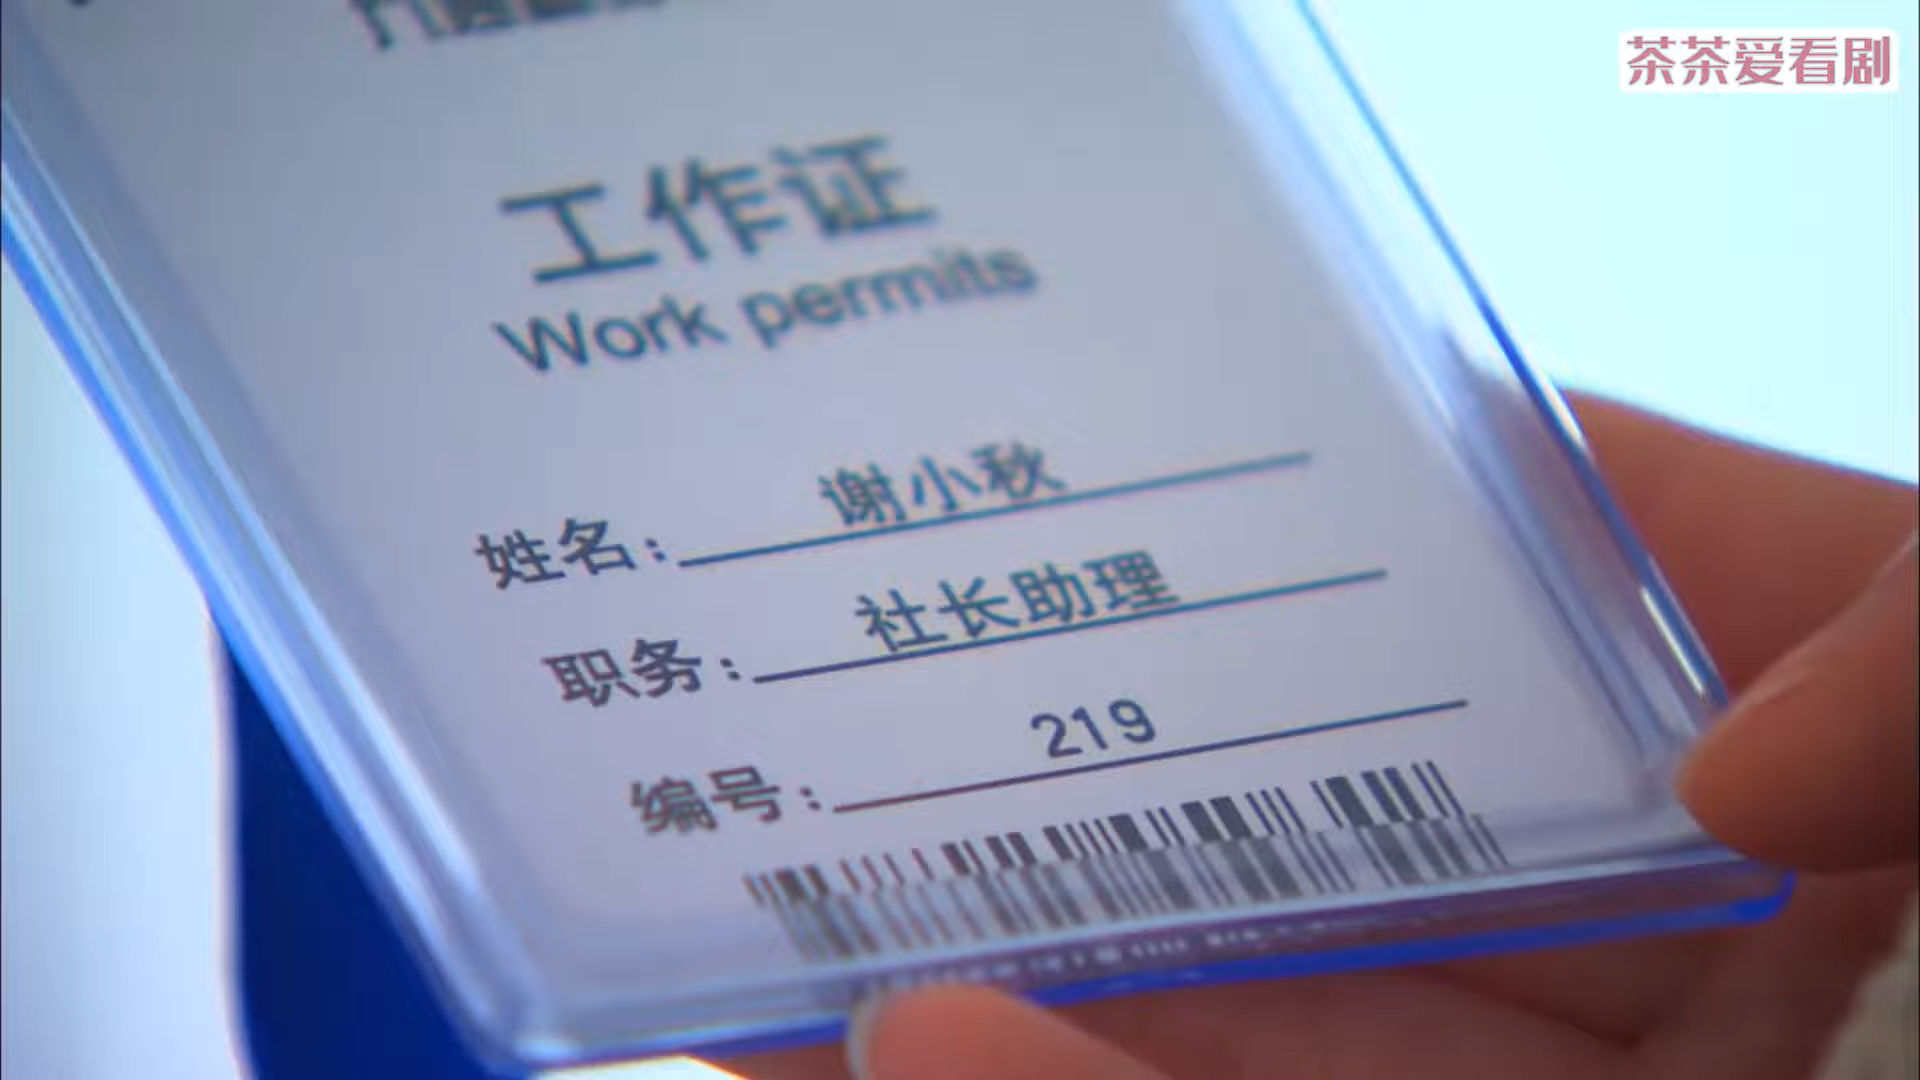 茶茶爱看剧
工作证
Work permits
姓名：谢小秋
职务：社长助理
编号：219